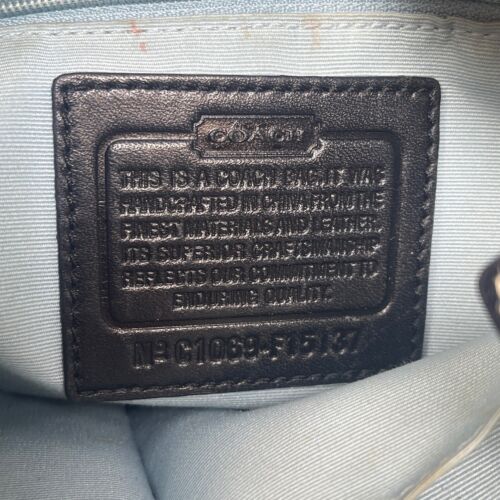 COACH
THIS IS A COACH BAG. IT WAS
HANDCRAFTED IN CHINA FROM THE
FINEST MATERIALS AND LEATHER.
ITS SUPERIOR CRAFTSMANSHIP
REFLECTS OUR COMMITMENT TO
ENDURING QUALITY.
Nº C1069-F15137